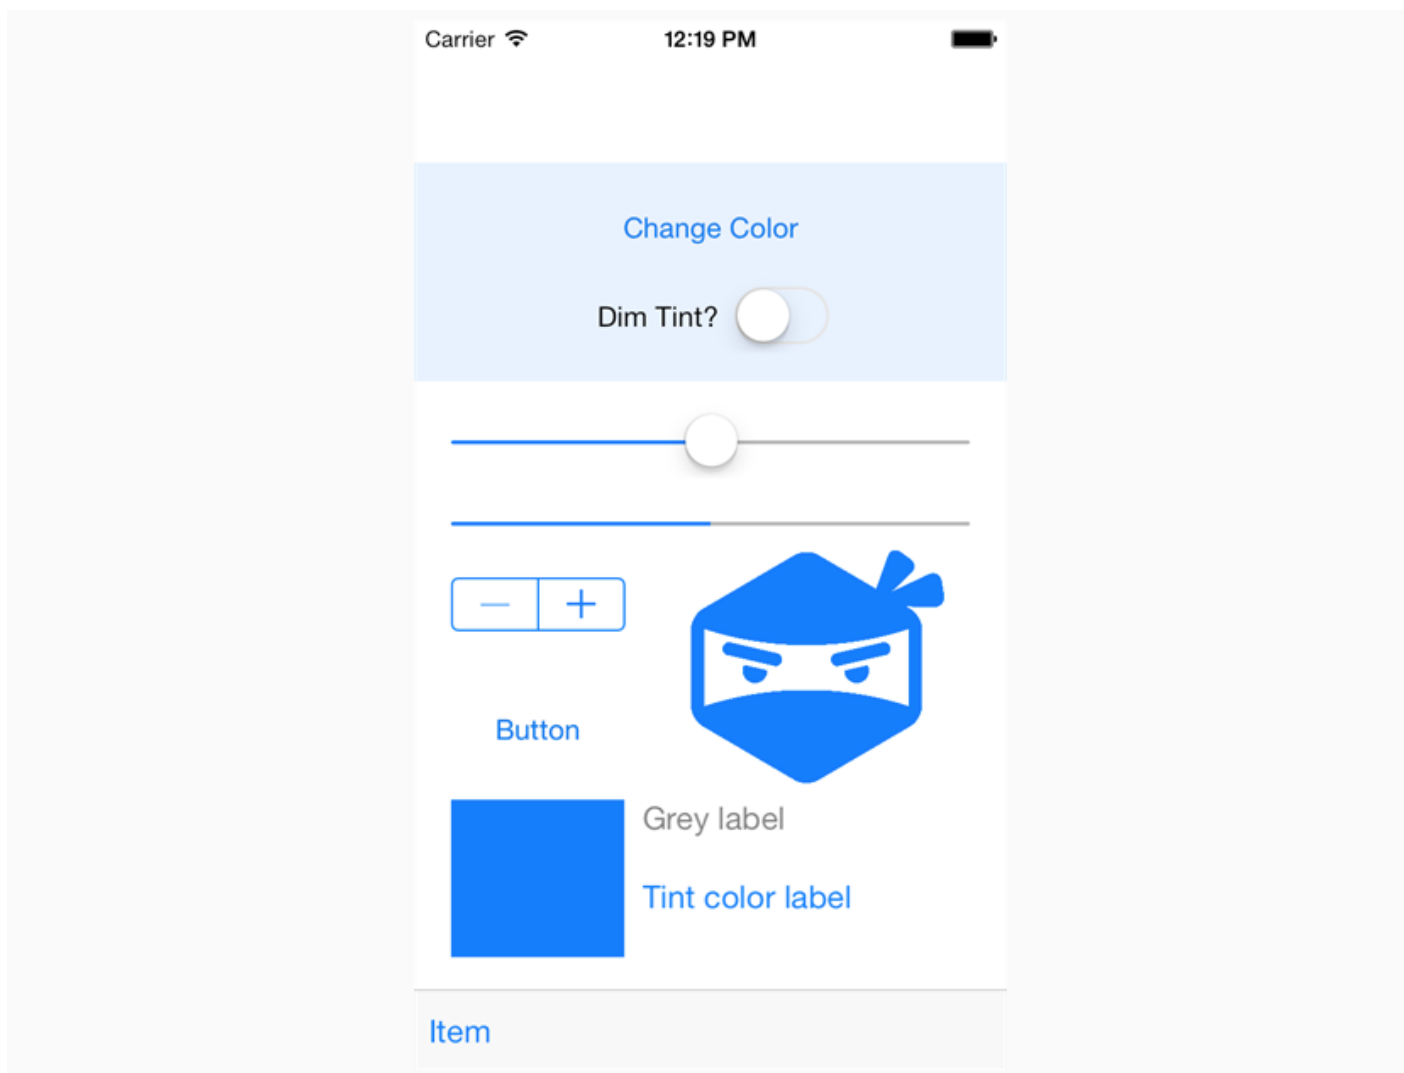 Carrier 12:19 PM
Change Color
Dim Tint?
Button
Grey label
Tint color label
Item